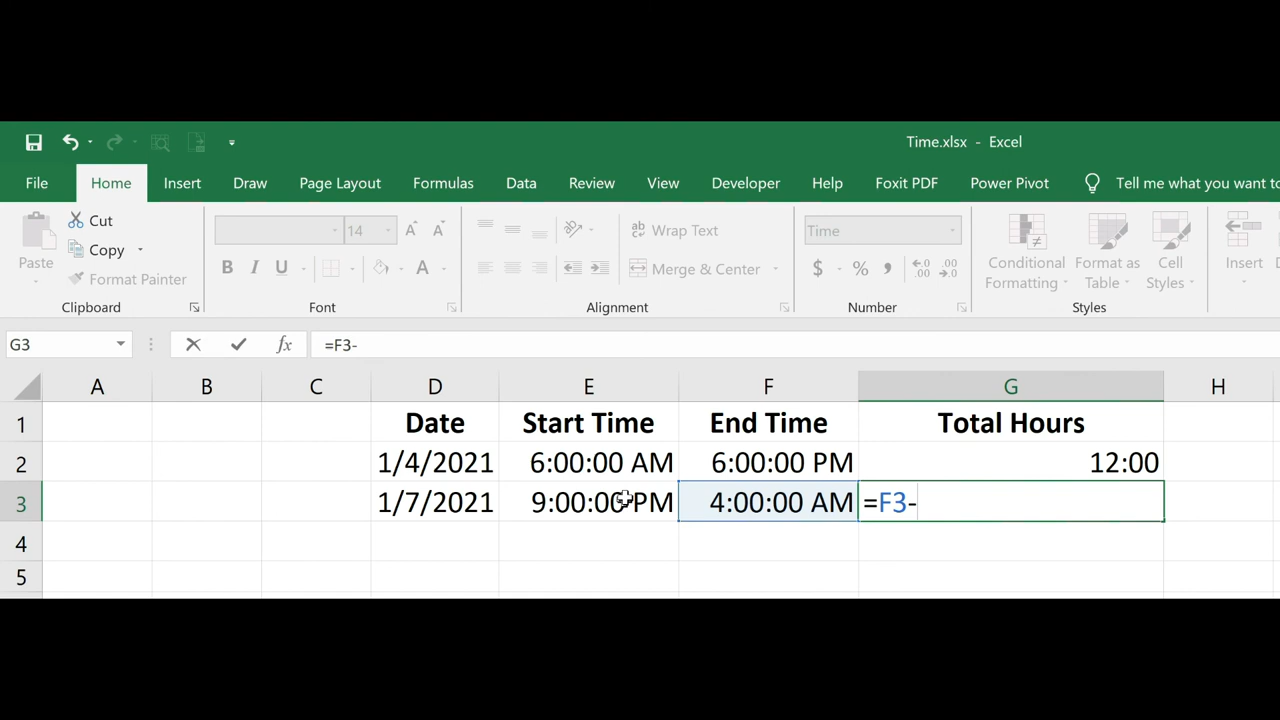 Time.xlsx - Excel
File Home Insert Draw Page Layout Formulas Data Review View Developer Help Foxit PDF Power Pivot Tell me what you want to
Cut
Copy
Format Painter
Paste
Clipboard
14 A A
B I U A
Font
ab Wrap Text
Merge & Center
Alignment
Time
$ % , .00
Number
Conditional Formatting
Format as Table
Cell Styles
Styles
Insert
G3 fx =F3-
A B C D E F G H
1 Date Start Time End Time Total Hours
2 1/4/2021 6:00:00 AM 6:00:00 PM 12:00
3 1/7/2021 9:00:00 PM 4:00:00 AM =F3-
4
5